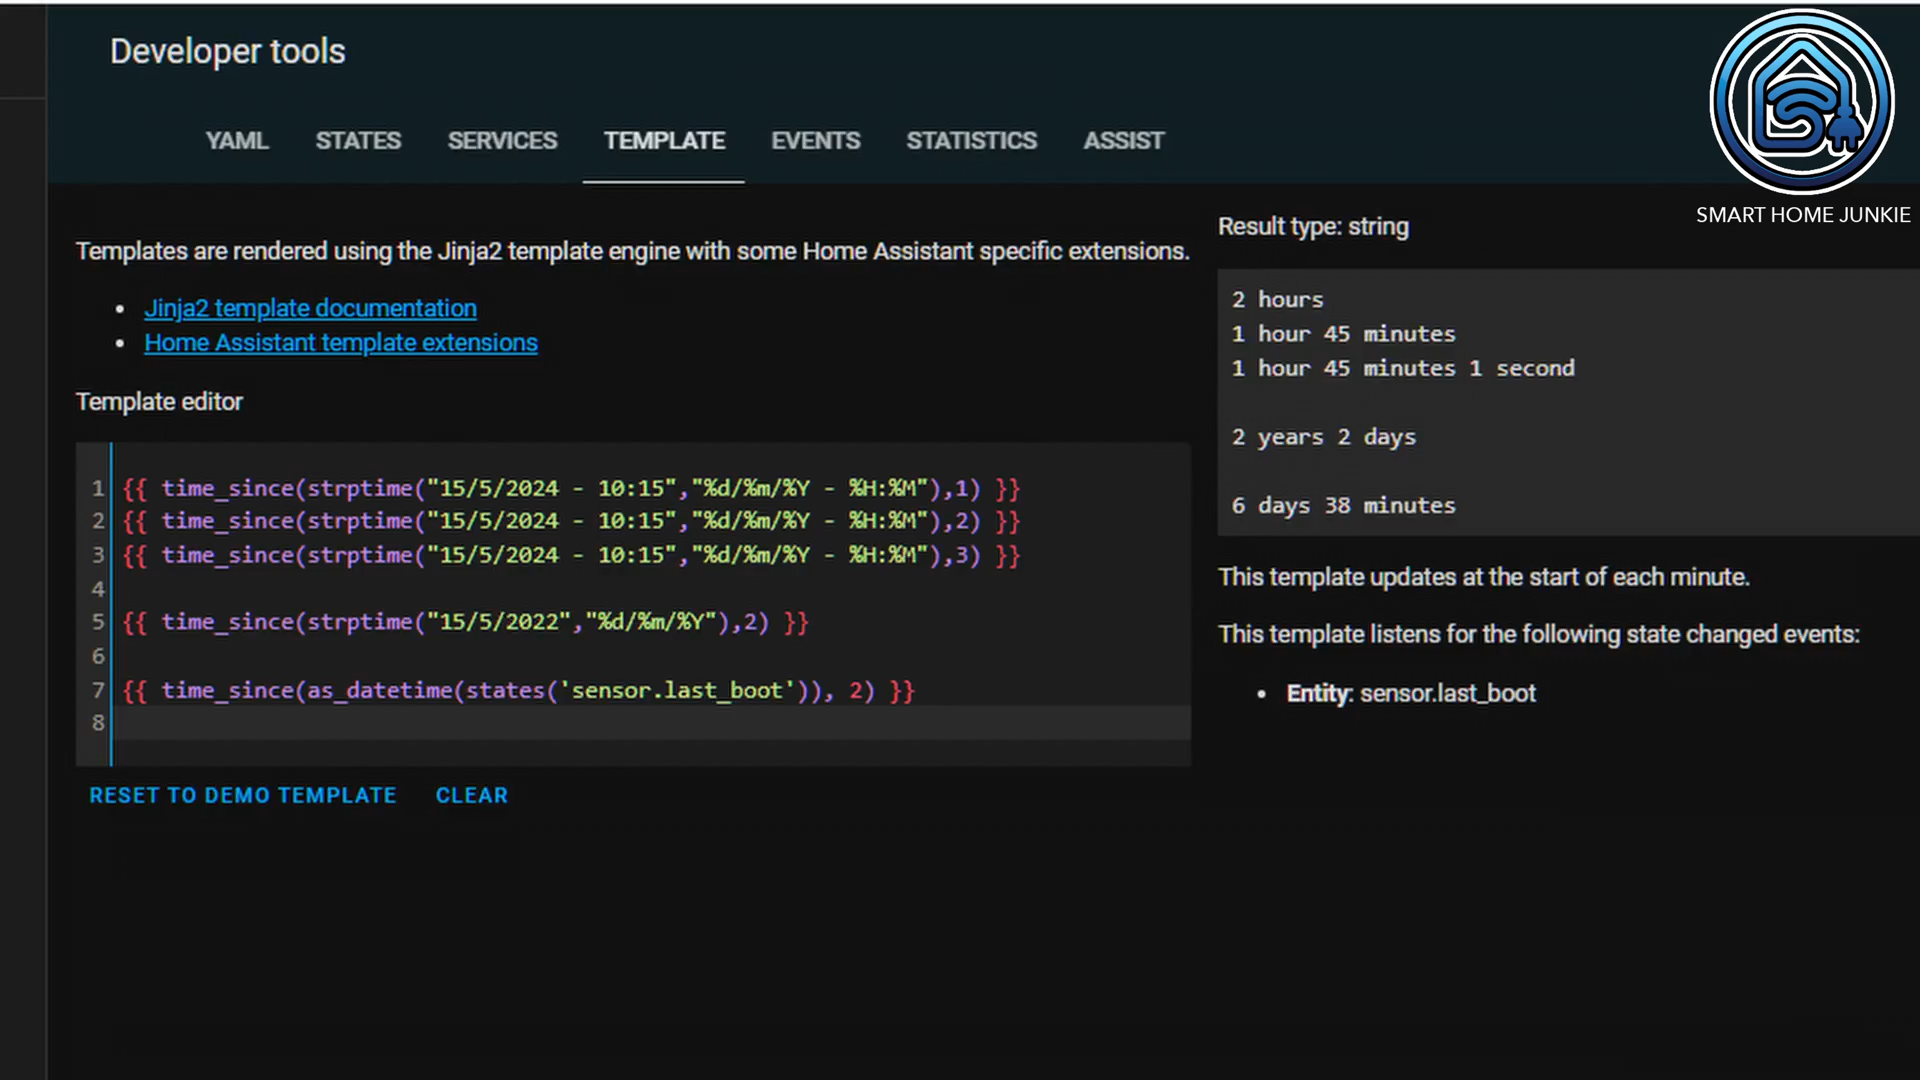 Developer tools
SMART HOME JUNKIE
YAML STATES SERVICES TEMPLATE EVENTS STATISTICS ASSIST
Templates are rendered using the Jinja2 template engine with some Home Assistant specific extensions.
• Jinja2 template documentation
• Home Assistant template extensions
Template editor
1 {{ time_since(strptime("15/5/2024 - 10:15","%d/%m/%Y - %H:%M"),1) }}
2 {{ time_since(strptime("15/5/2024 - 10:15","%d/%m/%Y - %H:%M"),2) }}
3 {{ time_since(strptime("15/5/2024 - 10:15","%d/%m/%Y - %H:%M"),3) }}
4
5 {{ time_since(strptime("15/5/2022","%d/%m/%Y"),2) }}
6
7 {{ time_since(as_datetime(states('sensor.last_boot')), 2) }}
8
RESET TO DEMO TEMPLATE CLEAR
Result type: string
2 hours
1 hour 45 minutes
1 hour 45 minutes 1 second
2 years 2 days
6 days 38 minutes
This template updates at the start of each minute.
This template listens for the following state changed events:
• Entity: sensor.last_boot